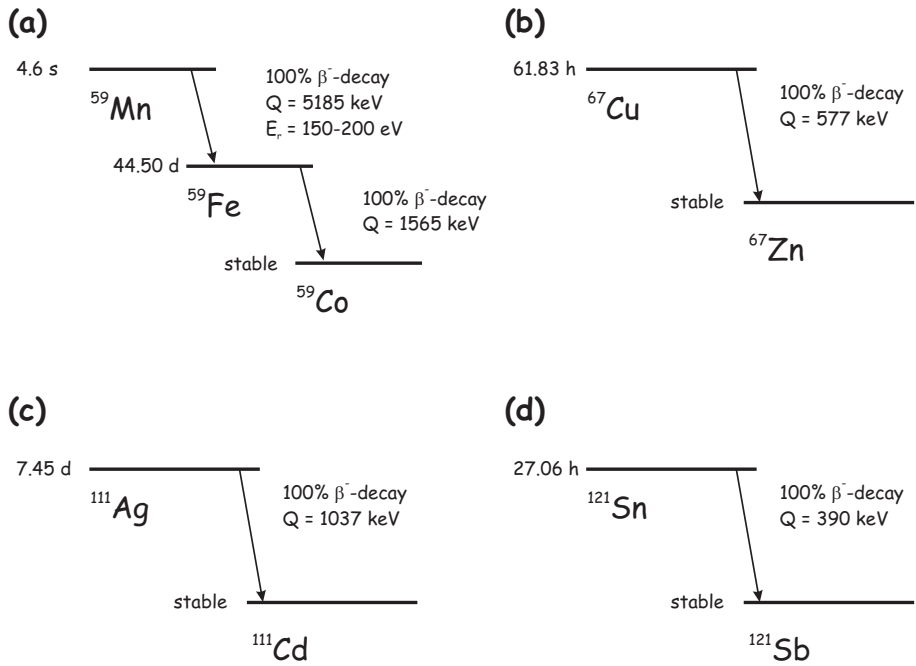 (a)
4.6 s
⁵⁹Mn
100% β⁻-decay
Q = 5185 keV
Eᵣ = 150-200 eV
44.50 d
⁵⁹Fe
100% β⁻-decay
Q = 1565 keV
stable
⁵⁹Co
(b)
61.83 h
⁶⁷Cu
100% β⁻-decay
Q = 577 keV
stable
⁶⁷Zn
(c)
7.45 d
¹¹¹Ag
100% β⁻-decay
Q = 1037 keV
stable
¹¹¹Cd
(d)
27.06 h
¹²¹Sn
100% β⁻-decay
Q = 390 keV
stable
¹²¹Sb